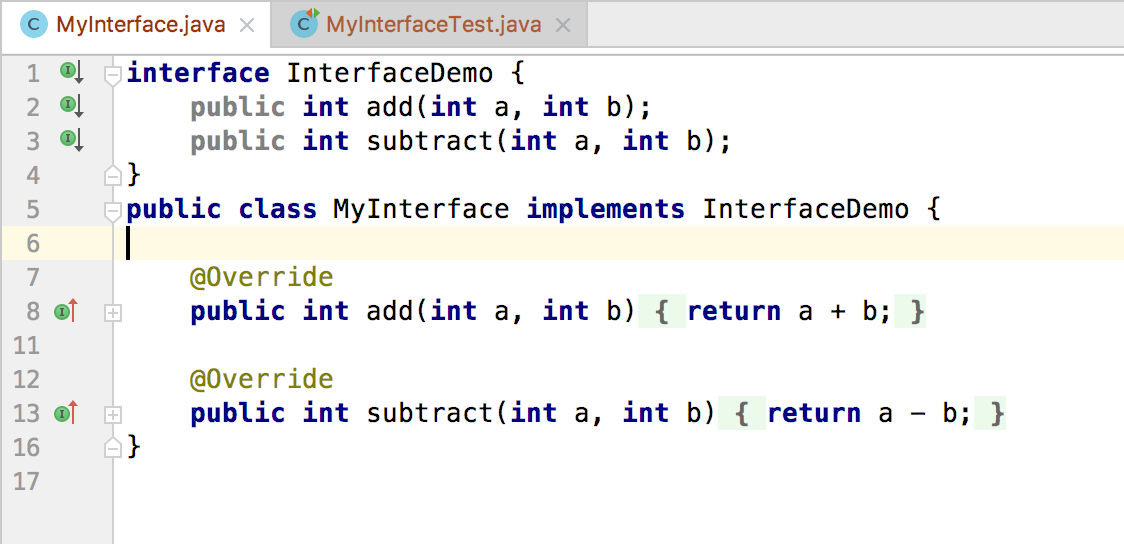 C MyInterface.java × C MyInterfaceTest.java ×
1 I interface InterfaceDemo {
2 I public int add(int a, int b);
3 I public int subtract(int a, int b);
4 }
5 public class MyInterface implements InterfaceDemo {
6
7 @Override
8 I public int add(int a, int b) { return a + b; }
11
12 @Override
13 I public int subtract(int a, int b) { return a - b; }
16 }
17